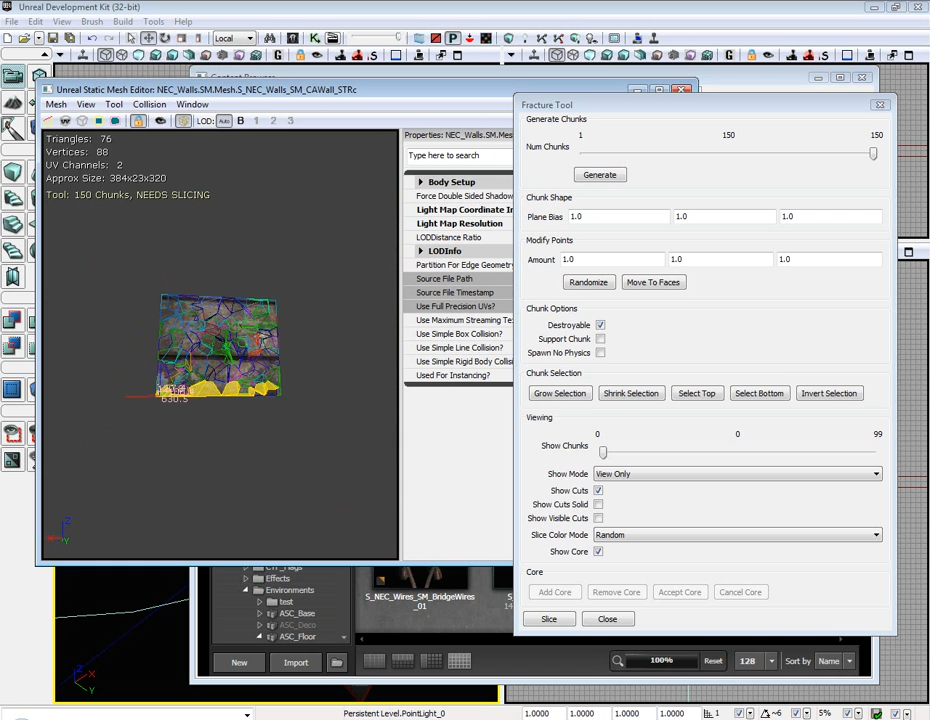 Unreal Development Kit (32-bit)
File Edit View Brush Build Tools Help
Local
Content Browser
Unreal Static Mesh Editor: NEC_Walls.SM.Mesh.S_NEC_Walls_SM_CAWall_STRc
Mesh View Tool Collision Window
LOD: Auto B 1 2 3
Triangles: 76
Vertices: 88
UV Channels: 2
Approx Size: 384x23x320
Tool: 150 Chunks, NEEDS SLICING
630.5
Properties: NEC_Walls.SM.Mesh
Type here to search
Body Setup
Force Double Sided Shadow
Light Map Coordinate In
Light Map Resolution
LODDistance Ratio
LODInfo
Partition For Edge Geometry
Source File Path
Source File Timestamp
Use Full Precision UVs?
Use Maximum Streaming Te
Use Simple Box Collision?
Use Simple Line Collision?
Use Simple Rigid Body Collisi
Used For Instancing?
Fracture Tool
Generate Chunks
1 150 150
Num Chunks
Generate
Chunk Shape
Plane Bias 1.0 1.0 1.0
Modify Points
Amount 1.0 1.0 1.0
Randomize Move To Faces
Chunk Options
Destroyable
Support Chunk
Spawn No Physics
Chunk Selection
Grow Selection Shrink Selection Select Top Select Bottom Invert Selection
Viewing
0 0 99
Show Chunks
Show Mode View Only
Show Cuts
Show Cuts Solid
Show Visible Cuts
Slice Color Mode Random
Show Core
Core
Add Core Remove Core Accept Core Cancel Core
Slice Close
CTF_Flags
Effects
Environments
test
ASC_Base
ASC_Deco
ASC_Floor
S_NEC_Wires_SM_BridgeWires
_01
New Import
100% Reset 128 Sort by Name
Persistent Level.PointLight_0 1.0000 1.0000 1.0000 1.0000 1 ~6 5%